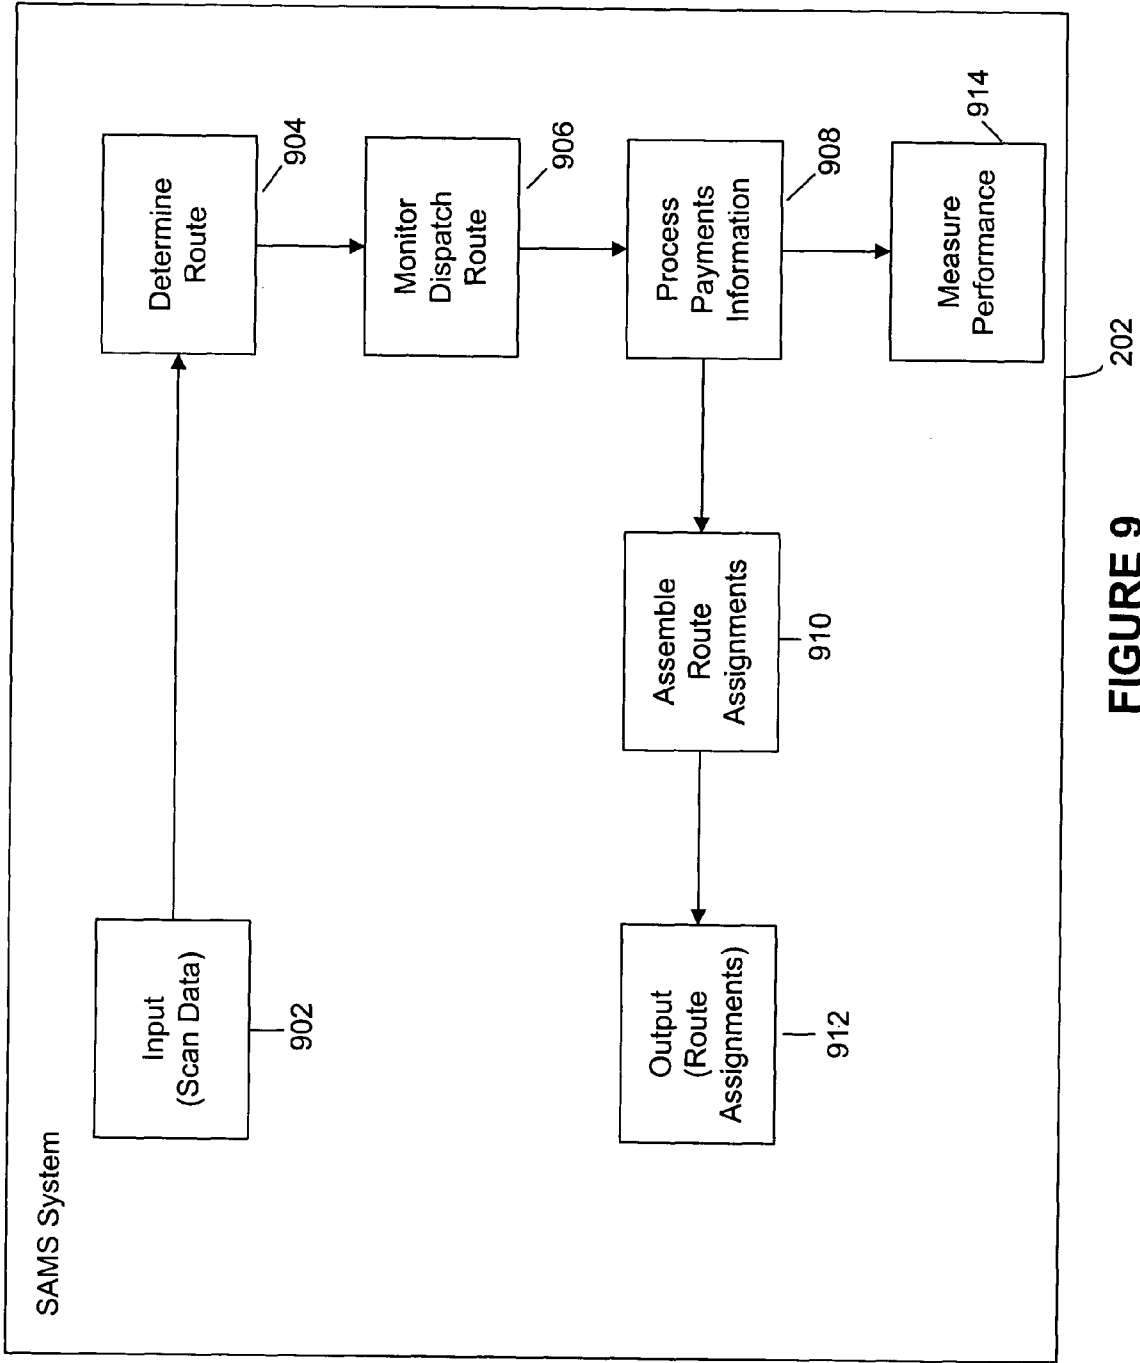 SAMS System
Input
(Scan Data)
902
Determine
Route
904
Monitor
Dispatch
Route
906
Process
Payments
Information
908
Assemble
Route
Assignments
910
Output
(Route
Assignments)
912
Measure
Performance
914
202
FIGURE 9